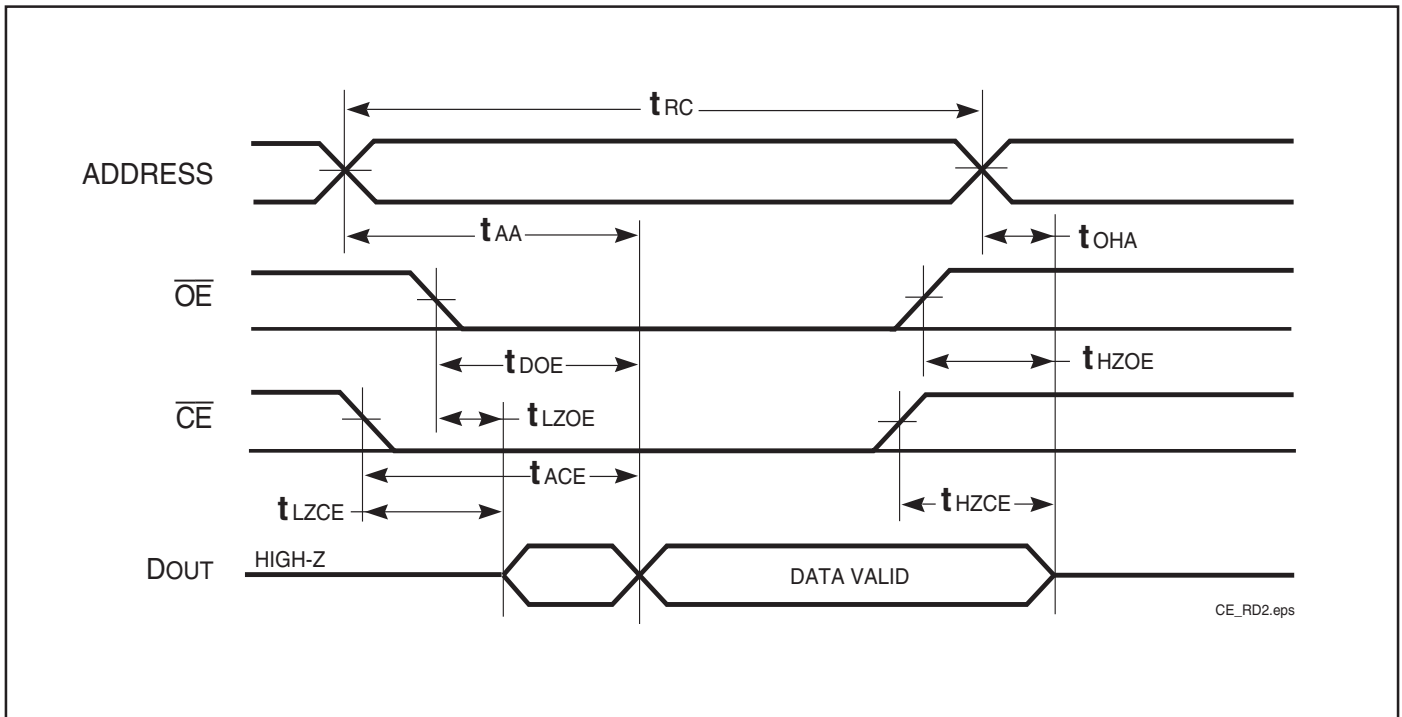 tRC
ADDRESS
tAA
tOHA
OE
tDOE
tHZOE
CE
tLZOE
tACE
tLZCE
tHZCE
DOUT
HIGH-Z
DATA VALID
CE_RD2.eps